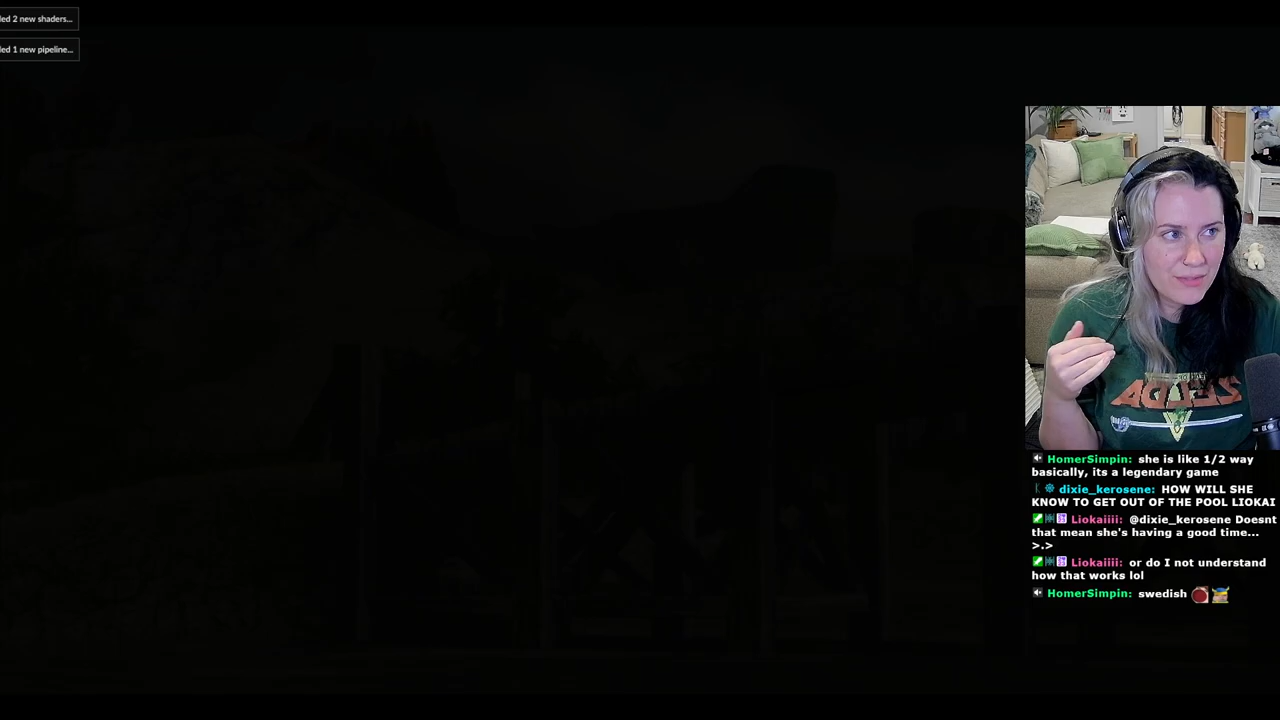 led 2 new shaders...
led 1 new pipeline...
HomerSimpin: she is like 1/2 way
basically, its a legendary game
dixie_kerosene: HOW WILL SHE
KNOW TO GET OUT OF THE POOL LIOKAI
Liokaiiii: @dixie_kerosene Doesnt
that mean she's having a good time...
>.>
Liokaiiii: or do I not understand
how that works lol
HomerSimpin: swedish